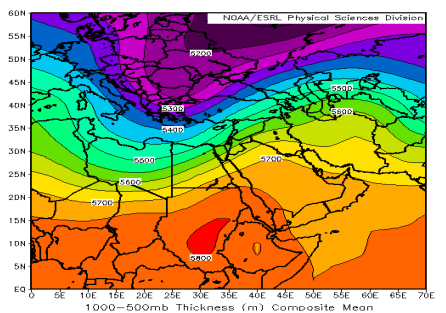 NOAA/ESRL Physical Sciences Division
60N
55N
50N
45N
40N
35N
30N
25N
20N
15N
10N
5N
EQ
5200
5300
5400
5500
5500
5600
5600
5600
5700
5700
5800
0
5E
10E
15E
20E
25E
30E
35E
40E
45E
50E
55E
60E
65E
70E
1000-500mb Thickness (m) Composite Mean